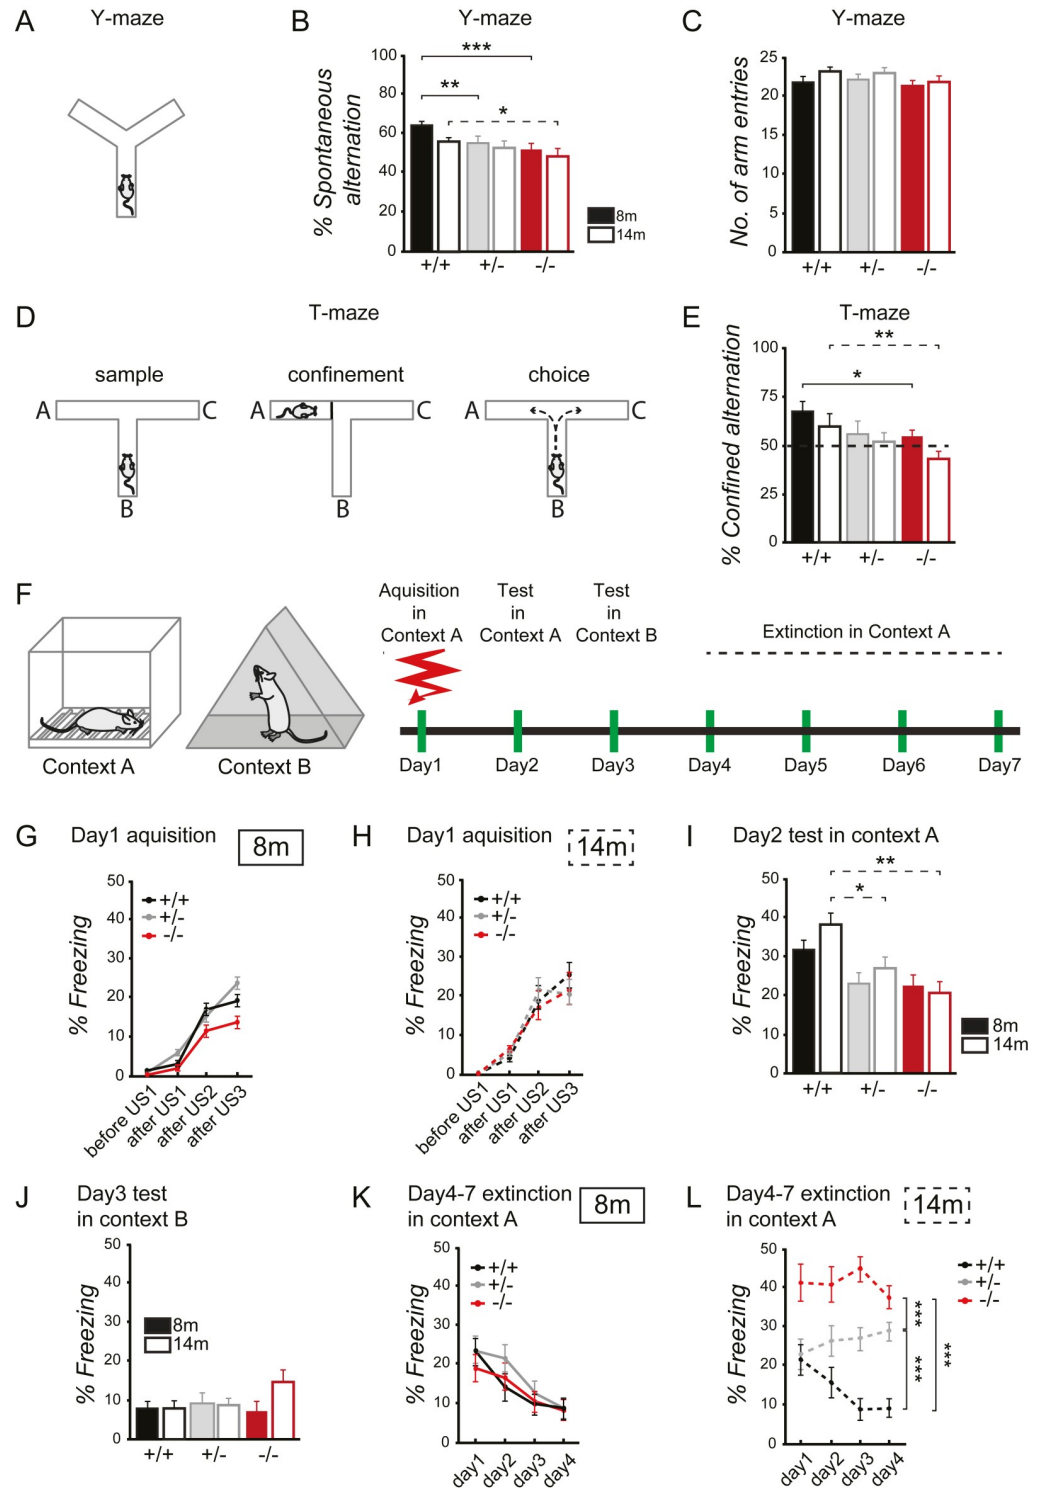 A
Y-maze
B
Y-maze
% Spontaneous
alternation
100
80
60
40
20
0
***
**
*
8m
14m
+/+
+/-
-/-
C
Y-maze
No. of arm entries
25
20
15
10
5
0
+/+
+/-
-/-
D
T-maze
sample
confinement
choice
A
C
B
A
C
B
A
C
B
E
T-maze
% Confined alternation
100
75
50
25
0
**
*
+/+
+/-
-/-
F
Context A
Context B
Aquisition
in
Context A
Test
in
Context A
Test
in
Context B
Extinction in Context A
Day1
Day2
Day3
Day4
Day5
Day6
Day7
G
Day1 aquisition
8m
% Freezing
50
40
30
20
10
0
+/+
+/-
-/-
before US1
after US1
after US2
after US3
H
Day1 aquisition
14m
% Freezing
50
40
30
20
10
0
+/+
+/-
-/-
before US1
after US1
after US2
after US3
I
Day2 test in context A
% Freezing
50
40
30
20
10
0
**
*
8m
14m
+/+
+/-
-/-
J
Day3 test
in context B
% Freezing
50
40
30
20
10
0
8m
14m
+/+
+/-
-/-
K
Day4-7 extinction
in context A
8m
% Freezing
50
40
30
20
10
0
+/+
+/-
-/-
day1
day2
day3
day4
L
Day4-7 extinction
in context A
14m
% Freezing
50
40
30
20
10
0
+/+
+/-
-/-
***
***
***
day1
day2
day3
day4